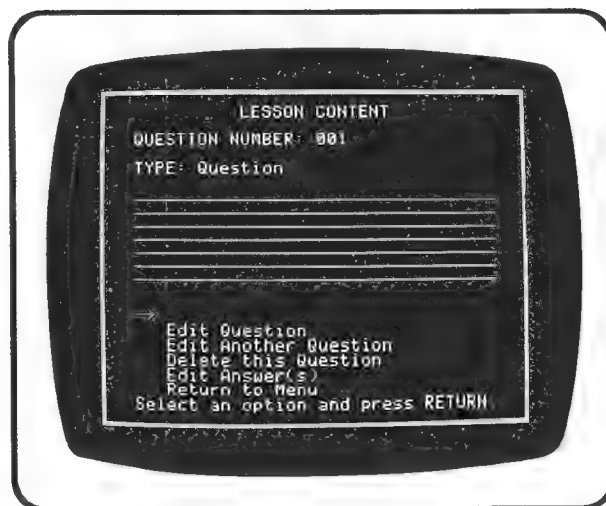 LESSON CONTENT
QUESTION NUMBER: 001
TYPE: Question
Edit Question
Edit Another Question
Delete this Question
Edit Answer(s)
Return to Menu
Select an option and press RETURN